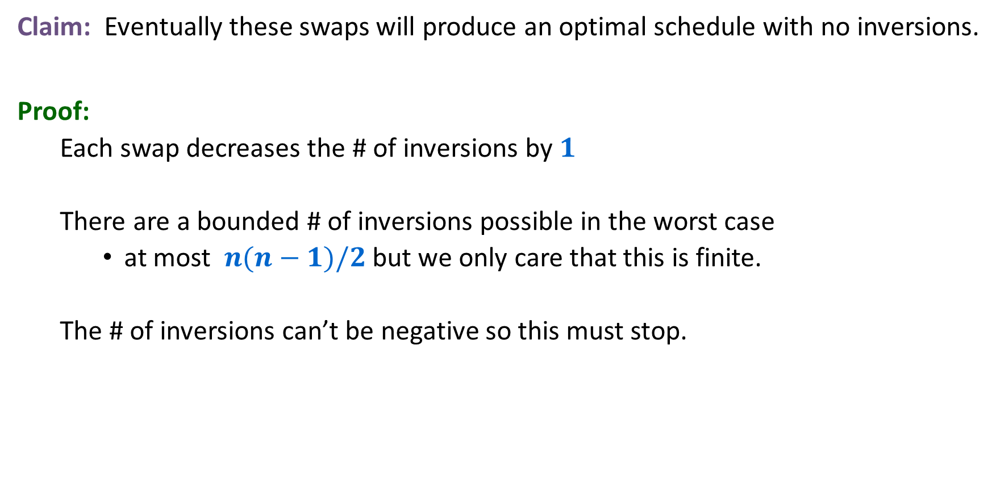 Claim: Eventually these swaps will produce an optimal schedule with no inversions.
Proof:
Each swap decreases the # of inversions by 1
There are a bounded # of inversions possible in the worst case
• at most n(n − 1)/2 but we only care that this is finite.
The # of inversions can’t be negative so this must stop.